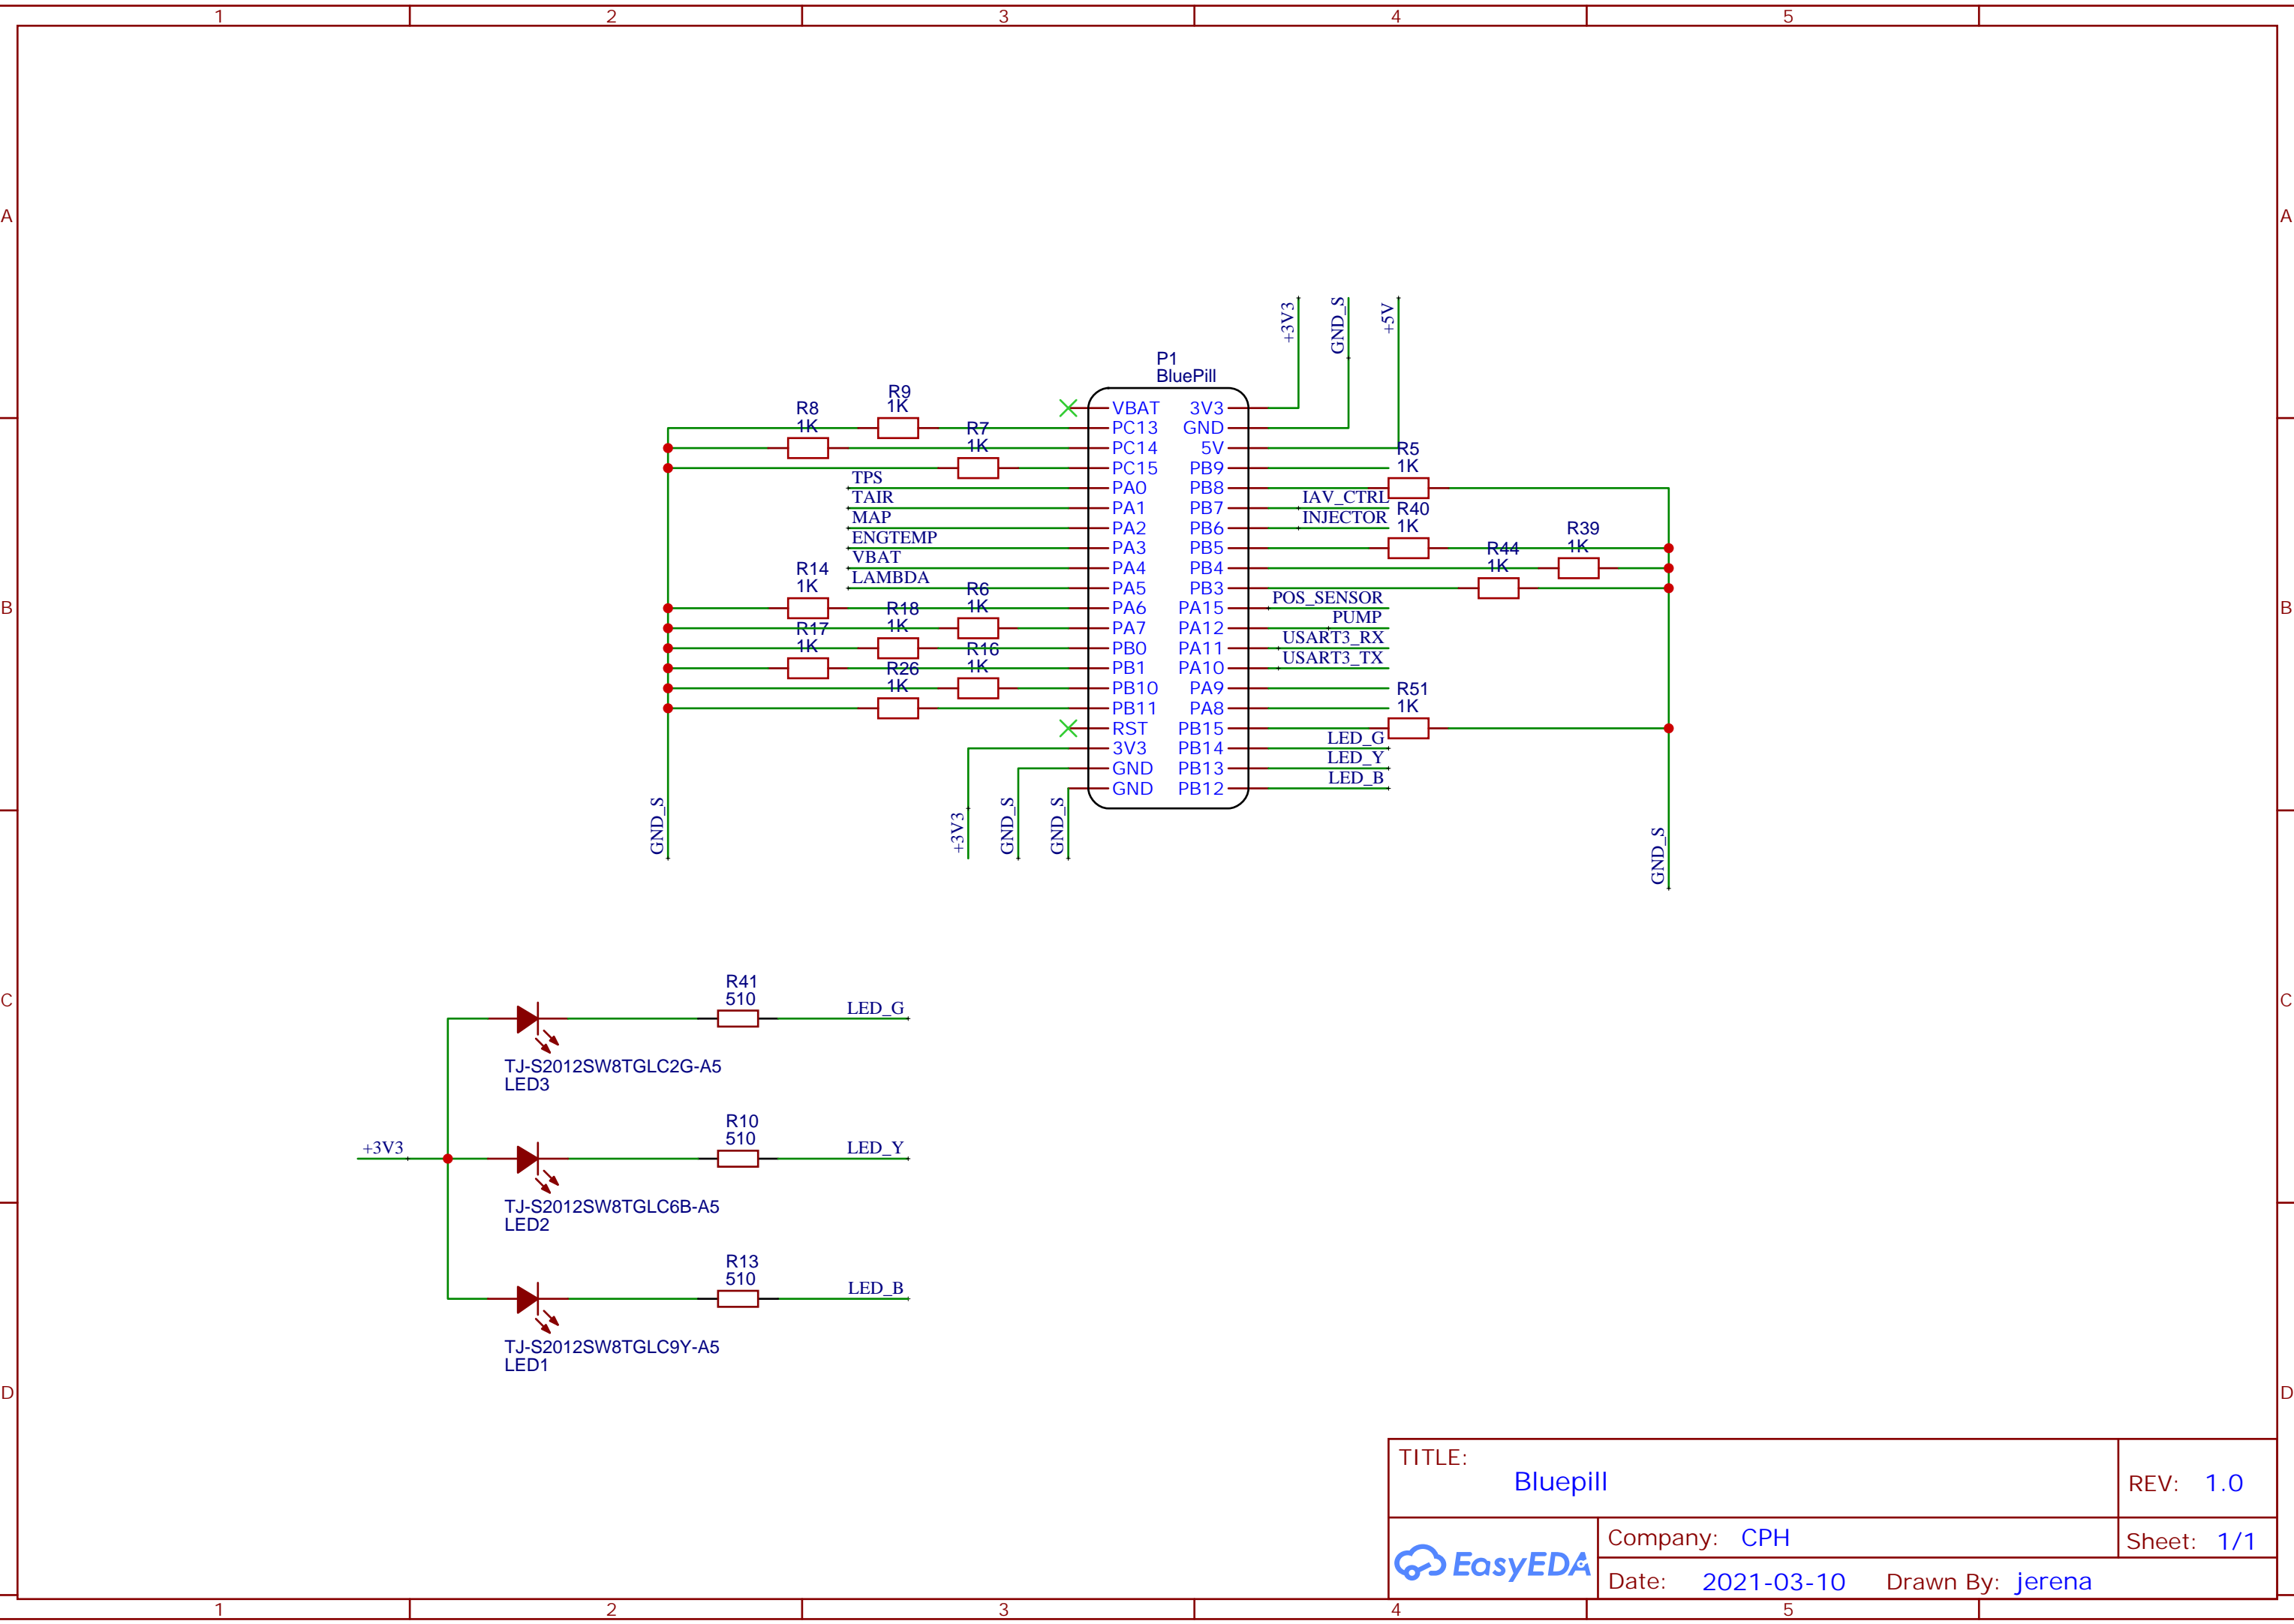 1 2 3 4 5
A A
B B
C C
D D
+3V3
GND_S
+5V
P1
BluePill
R9
1K
R8
1K
R7
1K
R5
1K
VBAT 3V3
PC13 GND
PC14 5V
PC15 PB9
TPS PA0 PB8
TAIR PA1 PB7 IAV_CTRL
MAP PA2 PB6 INJECTOR
ENGTEMP PA3 PB5
VBAT PA4 PB4
LAMBDA PA5 PB3
PA6 PA15 POS_SENSOR
PA7 PA12 PUMP
PB0 PA11 USART3_RX
PB1 PA10 USART3_TX
PB10 PA9
PB11 PA8
RST PB15
3V3 PB14 LED_G
GND PB13 LED_Y
GND PB12 LED_B
R40
1K
R39
1K
R44
1K
R14
1K
R6
1K
R18
1K
R17
1K
R16
1K
R26
1K
R51
1K
GND_S
+3V3
GND_S
GND_S
GND_S
R41
510
LED_G
TJ-S2012SW8TGLC2G-A5
LED3
R10
510
+3V3
LED_Y
TJ-S2012SW8TGLC6B-A5
LED2
R13
510
LED_B
TJ-S2012SW8TGLC9Y-A5
LED1
TITLE:
Bluepill
REV: 1.0
EasyEDA
Company: CPH
Sheet: 1/1
Date: 2021-03-10 Drawn By: jerena
1 2 3 4 5